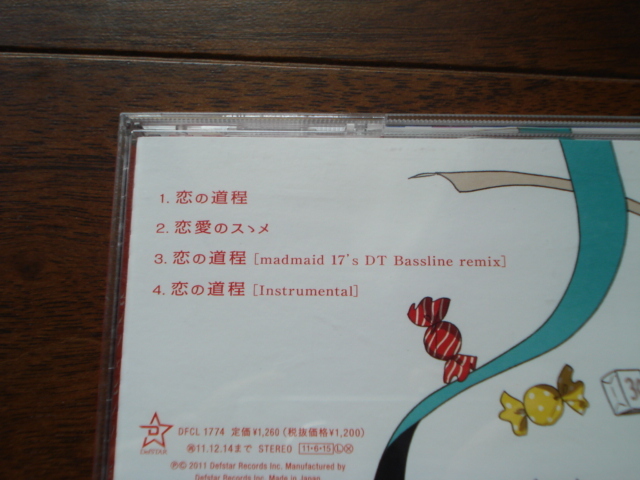 1. 恋の道程
2. 恋愛のスヽメ
3. 恋の道程 [madmaid 17's DT Bassline remix]
4. 恋の道程 [Instrumental]
DefSTAR
DFCL 1774 定価¥1,260 (税抜価格¥1,200)
11.12.14まで STEREO 11・6・15 Ⓛ Ⓧ
Ⓟ© 2011 Defstar Records Inc. Manufactured by
Defstar Records Inc. Made in Japan